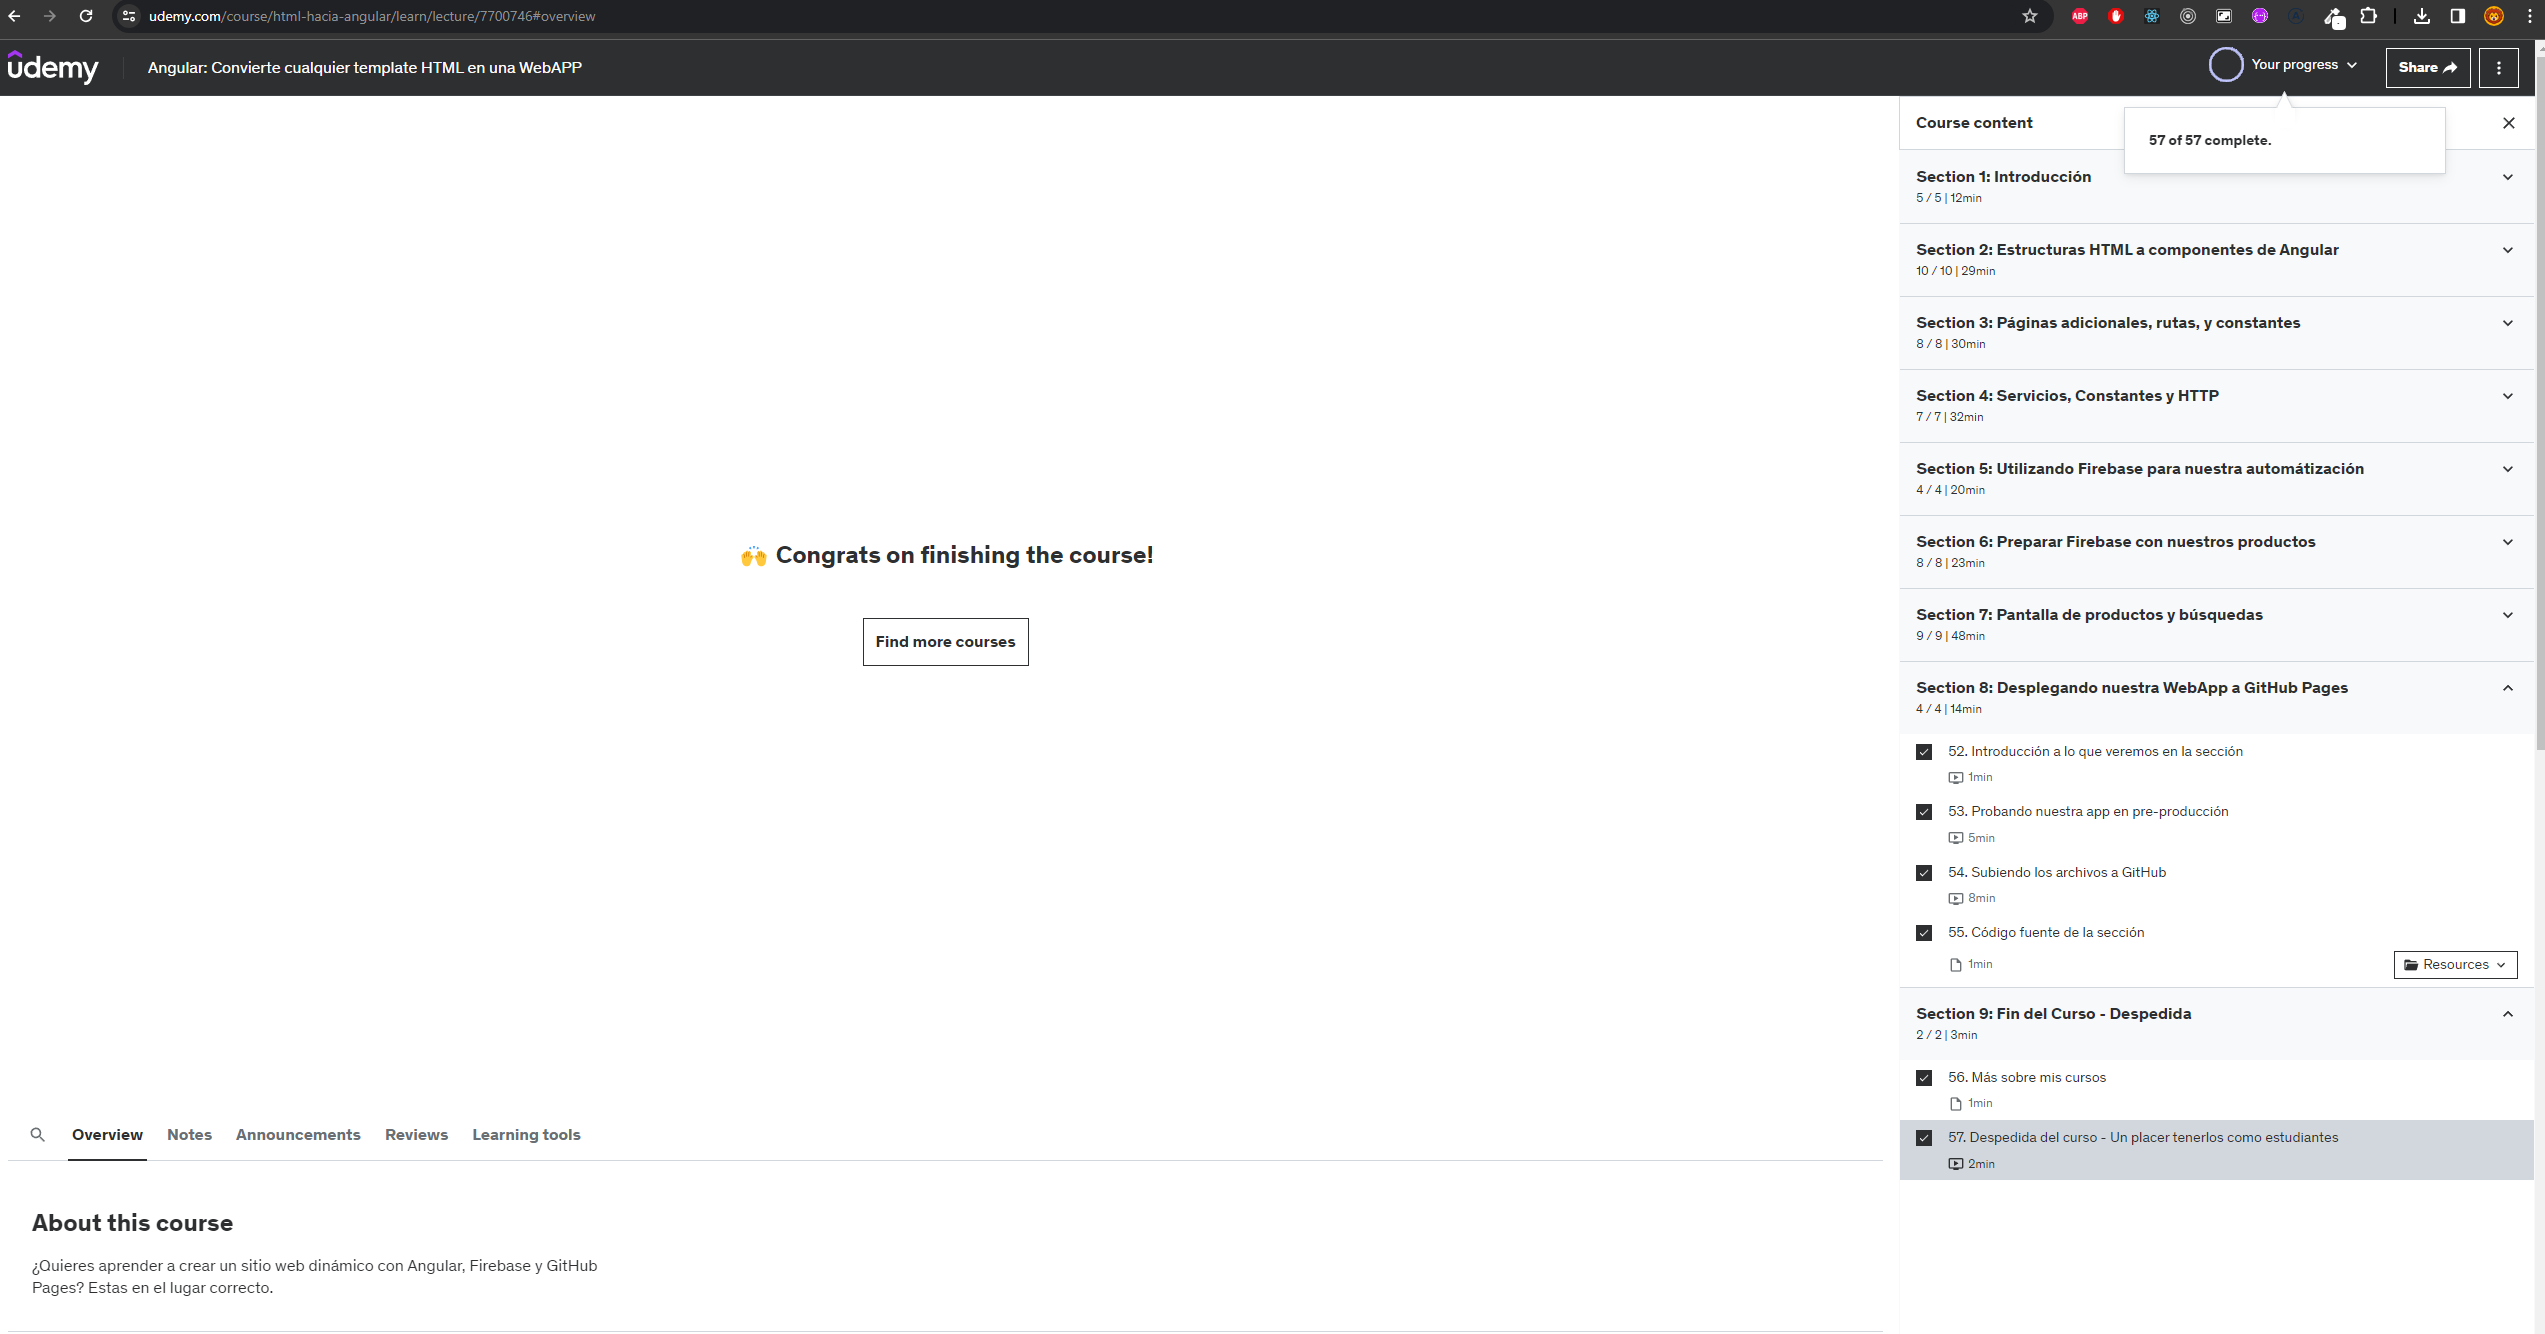 udemy.com/course/html-hacia-angular/learn/lecture/7700746#overview
ABP
udemy
Angular: Convierte cualquier template HTML en una WebAPP
Your progress
Share
57 of 57 complete.
Course content
Section 1: Introducción
5 / 5 | 12min
Section 2: Estructuras HTML a componentes de Angular
10 / 10 | 29min
Section 3: Páginas adicionales, rutas, y constantes
8 / 8 | 30min
Section 4: Servicios, Constantes y HTTP
7 / 7 | 32min
Section 5: Utilizando Firebase para nuestra automátización
4 / 4 | 20min
Section 6: Preparar Firebase con nuestros productos
8 / 8 | 23min
Section 7: Pantalla de productos y búsquedas
9 / 9 | 48min
Section 8: Desplegando nuestra WebApp a GitHub Pages
4 / 4 | 14min
52. Introducción a lo que veremos en la sección
1min
53. Probando nuestra app en pre-producción
5min
54. Subiendo los archivos a GitHub
8min
55. Código fuente de la sección
1min
Resources
Section 9: Fin del Curso - Despedida
2 / 2 | 3min
56. Más sobre mis cursos
1min
57. Despedida del curso - Un placer tenerlos como estudiantes
2min
🙌 Congrats on finishing the course!
Find more courses
Overview Notes Announcements Reviews Learning tools
About this course
¿Quieres aprender a crear un sitio web dinámico con Angular, Firebase y GitHub
Pages? Estas en el lugar correcto.